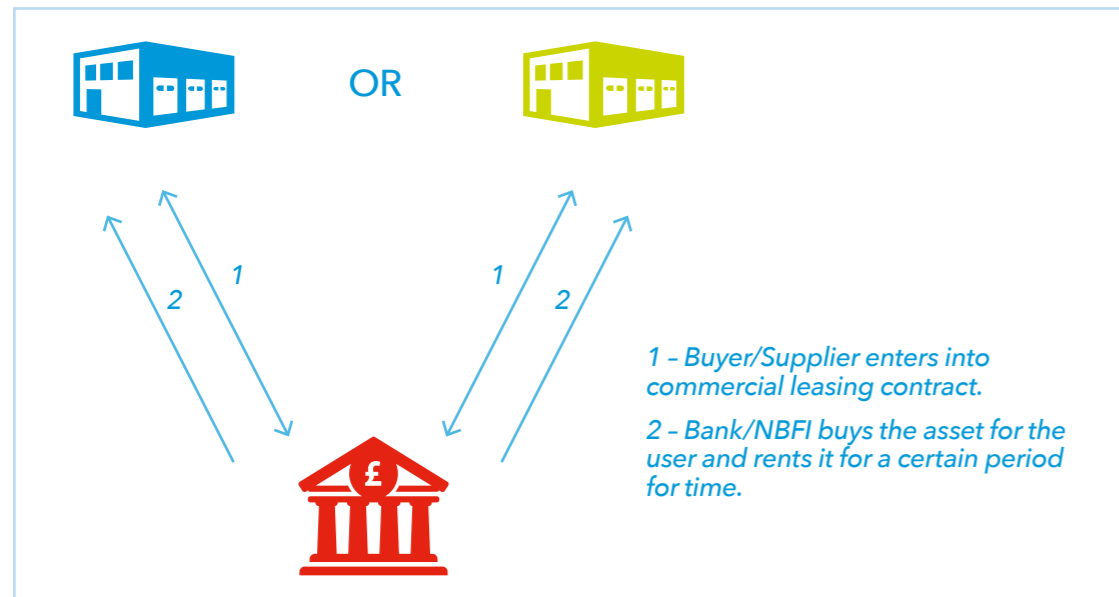 OR
1
2
1
2
1 – Buyer/Supplier enters into
commercial leasing contract.
2 – Bank/NBFI buys the asset for the
user and rents it for a certain period
for time.
£